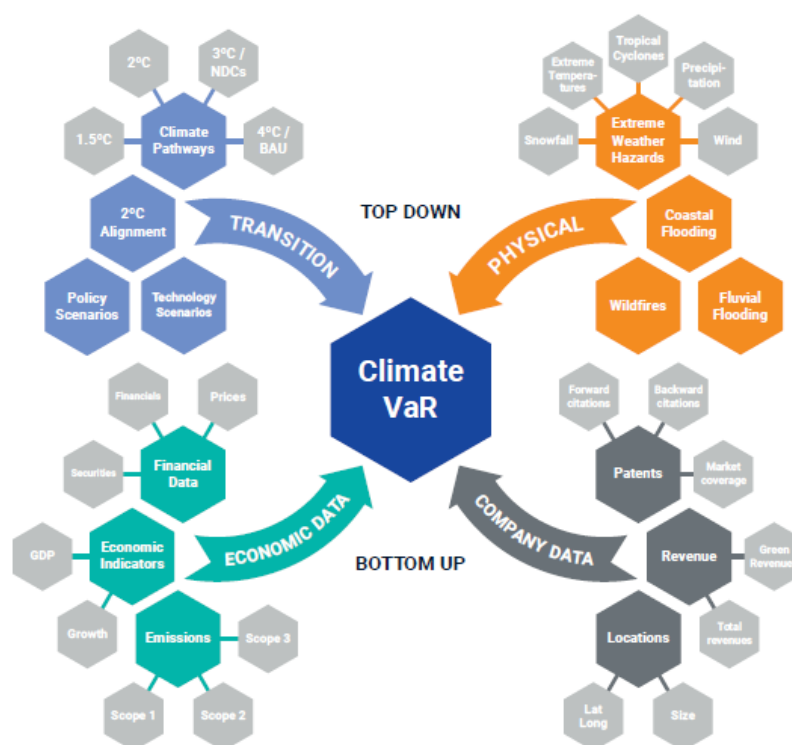 2ºC
3ºC /
NDCs
1.5ºC
Climate
Pathways
4ºC /
BAU
2ºC
Alignment
Policy
Scenarios
Technology
Scenarios
TRANSITION
TOP DOWN
Tropical
Cyclones
Extreme
Tempera-
tures
Precipi-
tation
Snowfall
Extreme
Weather
Hazards
Wind
PHYSICAL
Coastal
Flooding
Wildfires
Fluvial
Flooding
Climate
VaR
Financials
Prices
Securities
Financial
Data
GDP
Economic
Indicators
Growth
Emissions
Scope 3
Scope 1
Scope 2
ECONOMIC DATA
BOTTOM UP
Forward
citations
Backward
citations
Patents
Market
coverage
COMPANY DATA
Revenue
Green
Revenue
Total
revenues
Locations
Lat
Long
Size